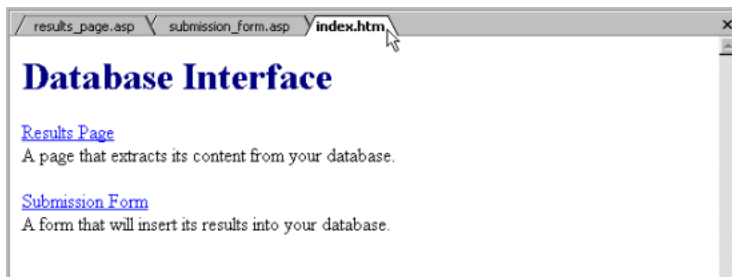 results_page.asp submission_form.asp index.htm
Database Interface
Results Page
A page that extracts its content from your database.
Submission Form
A form that will insert its results into your database.